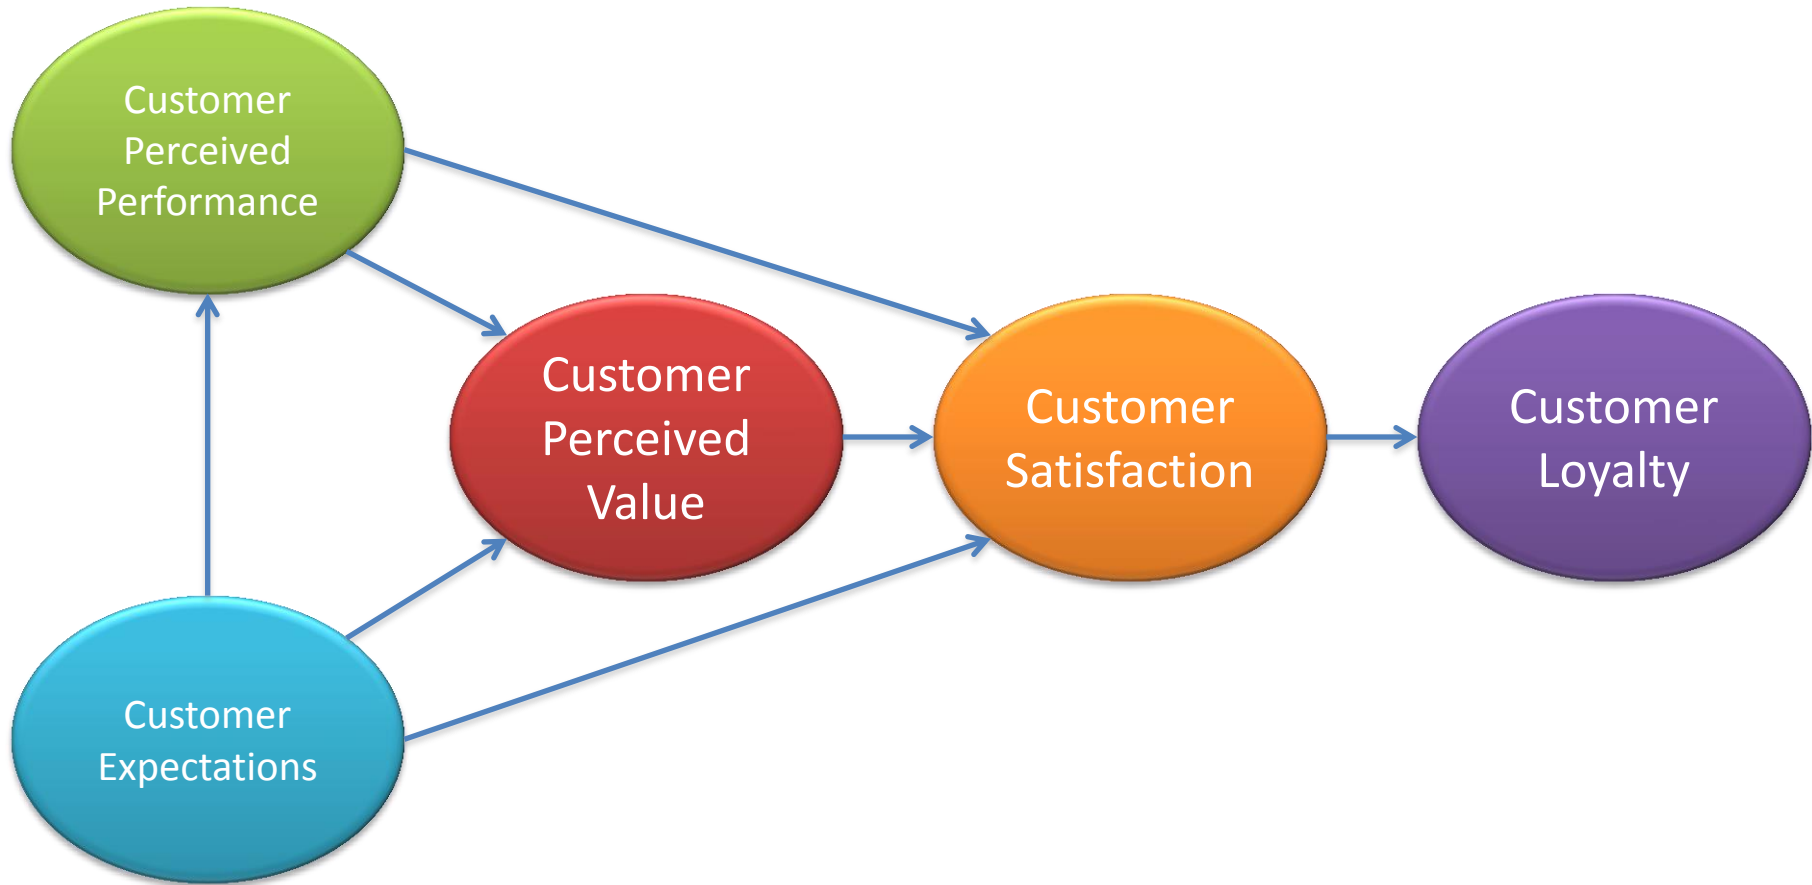 Customer
Perceived
Performance
Customer
Perceived
Value
Customer
Satisfaction
Customer
Loyalty
Customer
Expectations